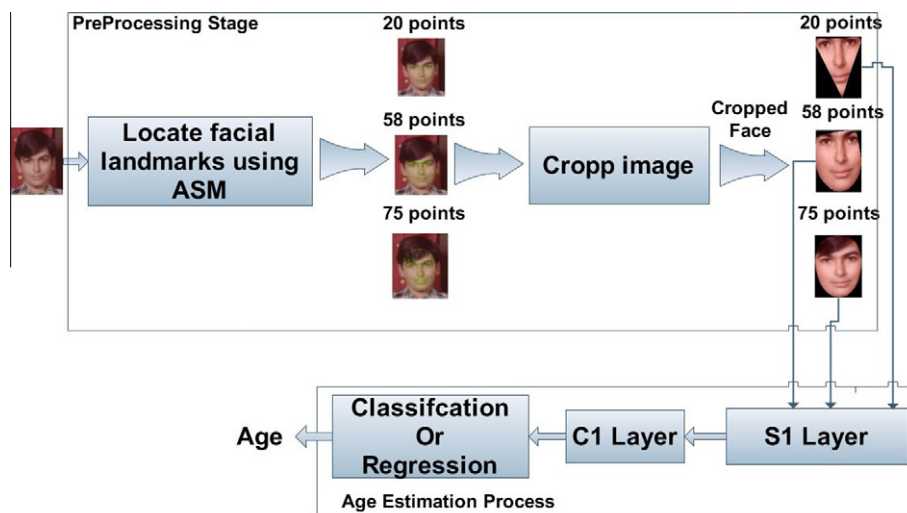 PreProcessing Stage
20 points
20 points
Locate facial
landmarks using
ASM
58 points
Cropp image
Cropped
Face
58 points
75 points
75 points
Age
Classifcation
Or
Regression
C1 Layer
S1 Layer
Age Estimation Process